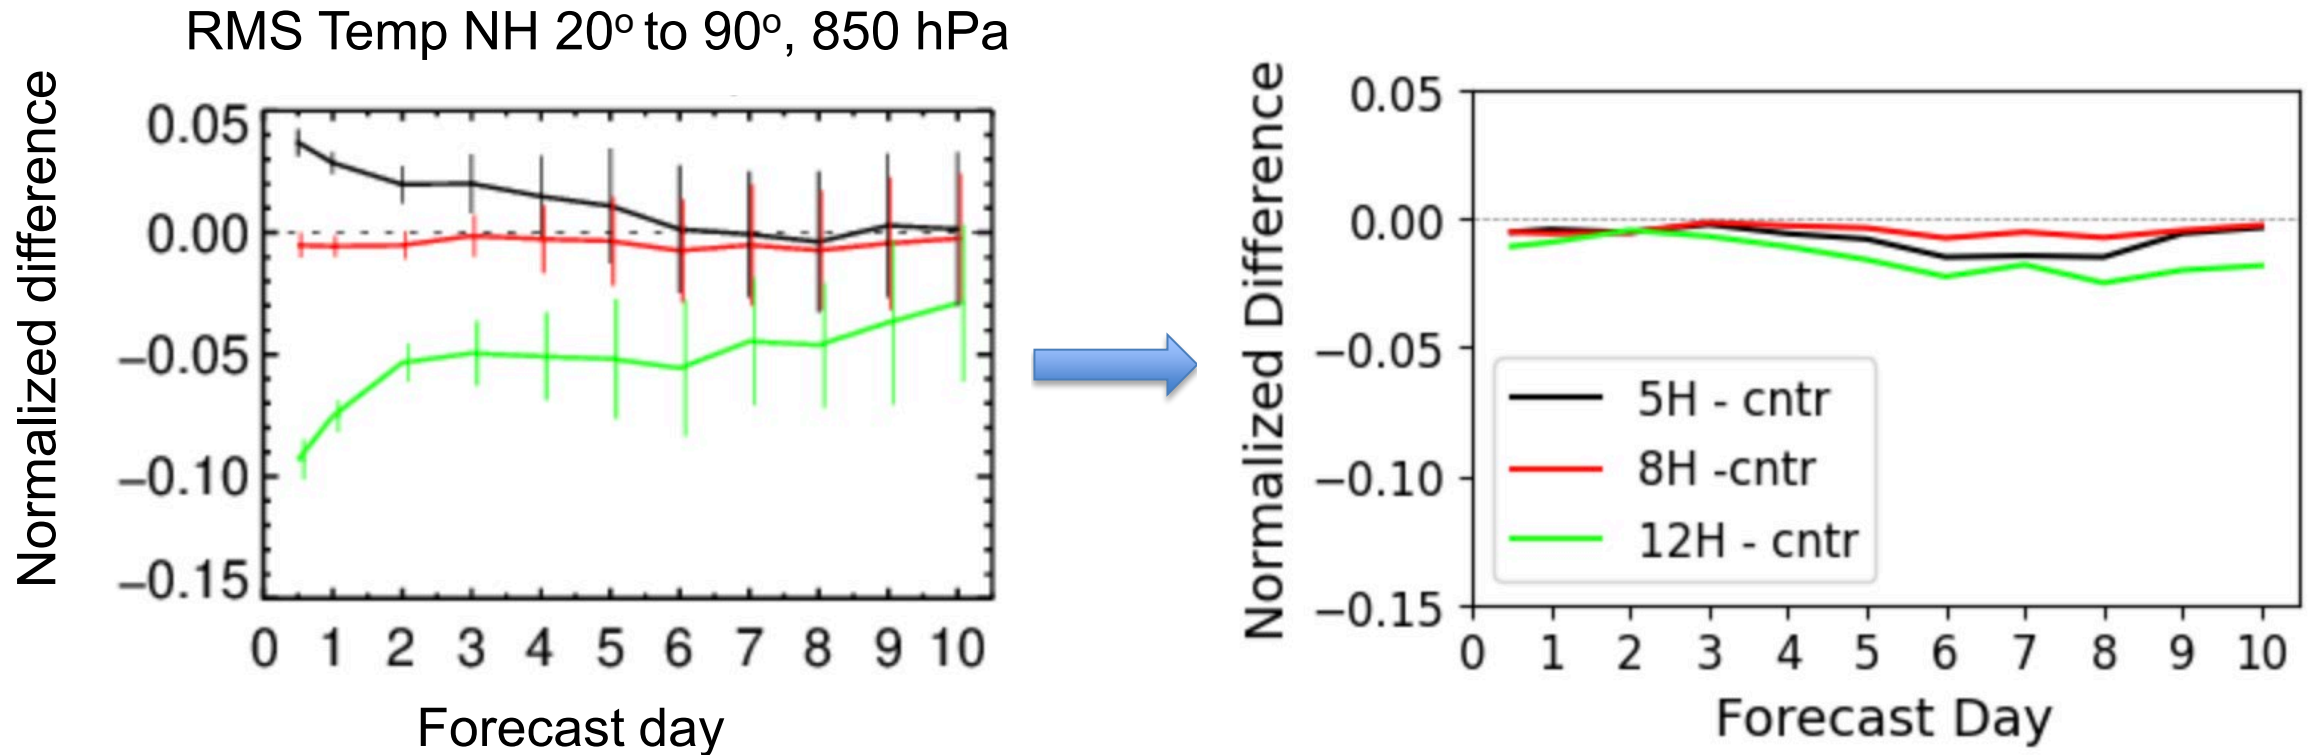 RMS Temp NH 20º to 90º, 850 hPa
Normalized difference
0.05
0.00
−0.05
−0.10
−0.15
0 1 2 3 4 5 6 7 8 9 10
Forecast day
Normalized Difference
0.05
0.00
−0.05
−0.10
−0.15
5H - cntr
8H -cntr
12H - cntr
0 1 2 3 4 5 6 7 8 9 10
Forecast Day